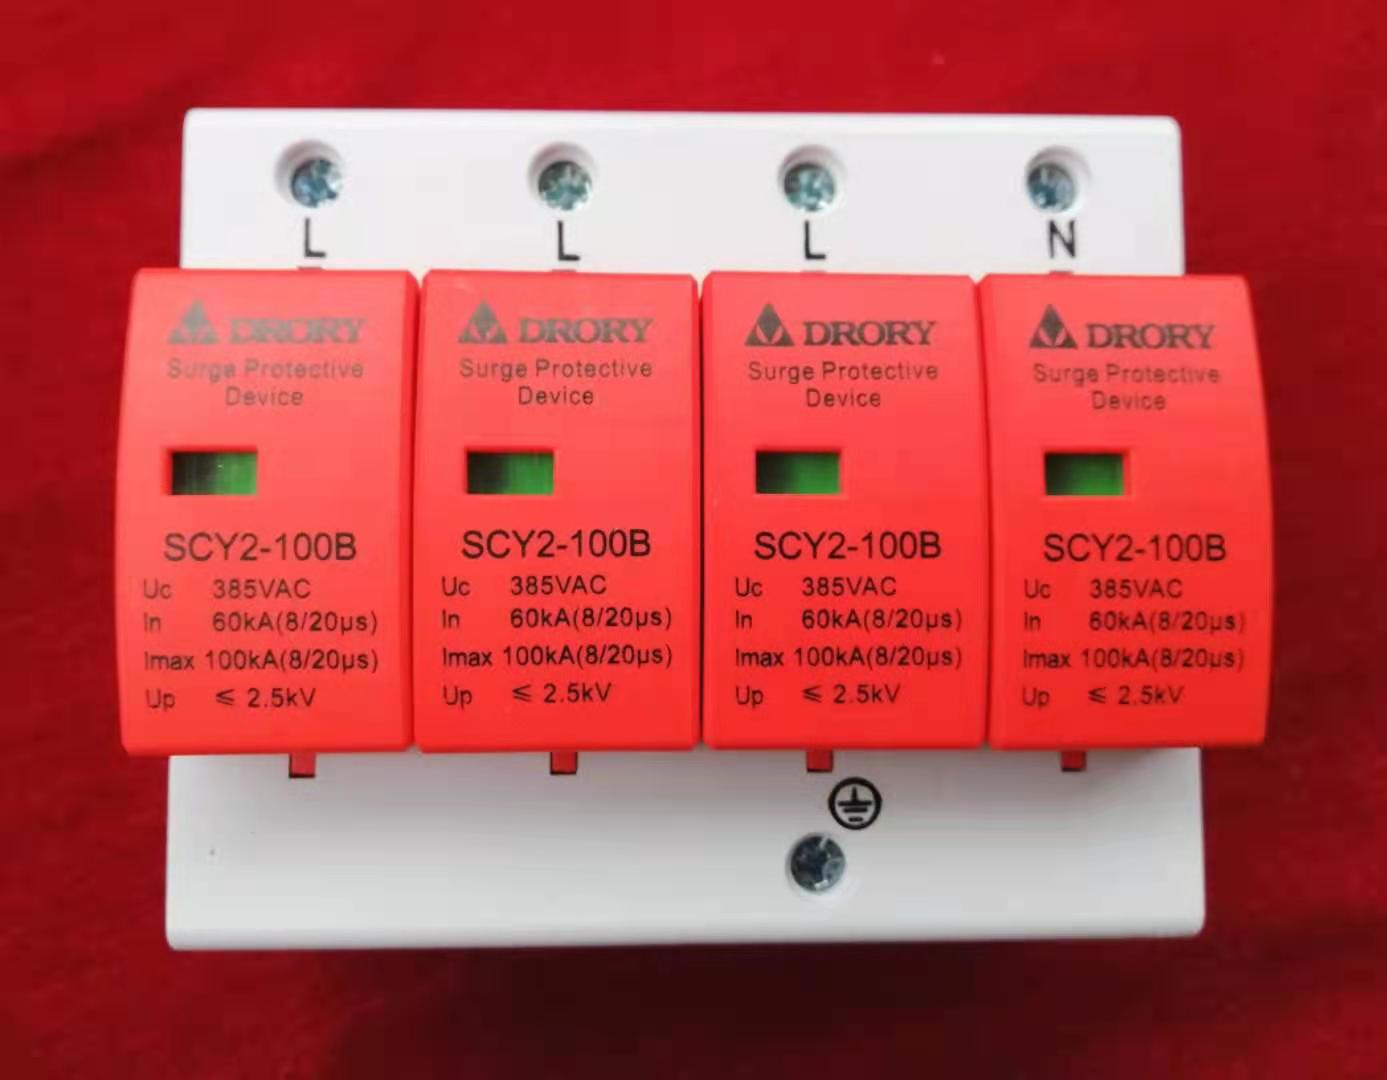 L L L N
DRORY DRORY DRORY DRORY
Surge Protective Surge Protective Surge Protective Surge Protective
Device Device Device Device
SCY2-100B SCY2-100B SCY2-100B SCY2-100B
Uc 385VAC Uc 385VAC Uc 385VAC Uc 385VAC
In 60kA(8/20μs) In 60kA(8/20μs) In 60kA(8/20μs) In 60kA(8/20μs)
Imax 100kA(8/20μs) Imax 100kA(8/20μs) Imax 100kA(8/20μs) Imax 100kA(8/20μs)
Up ≤ 2.5kV Up ≤ 2.5kV Up ≤ 2.5kV Up ≤ 2.5kV